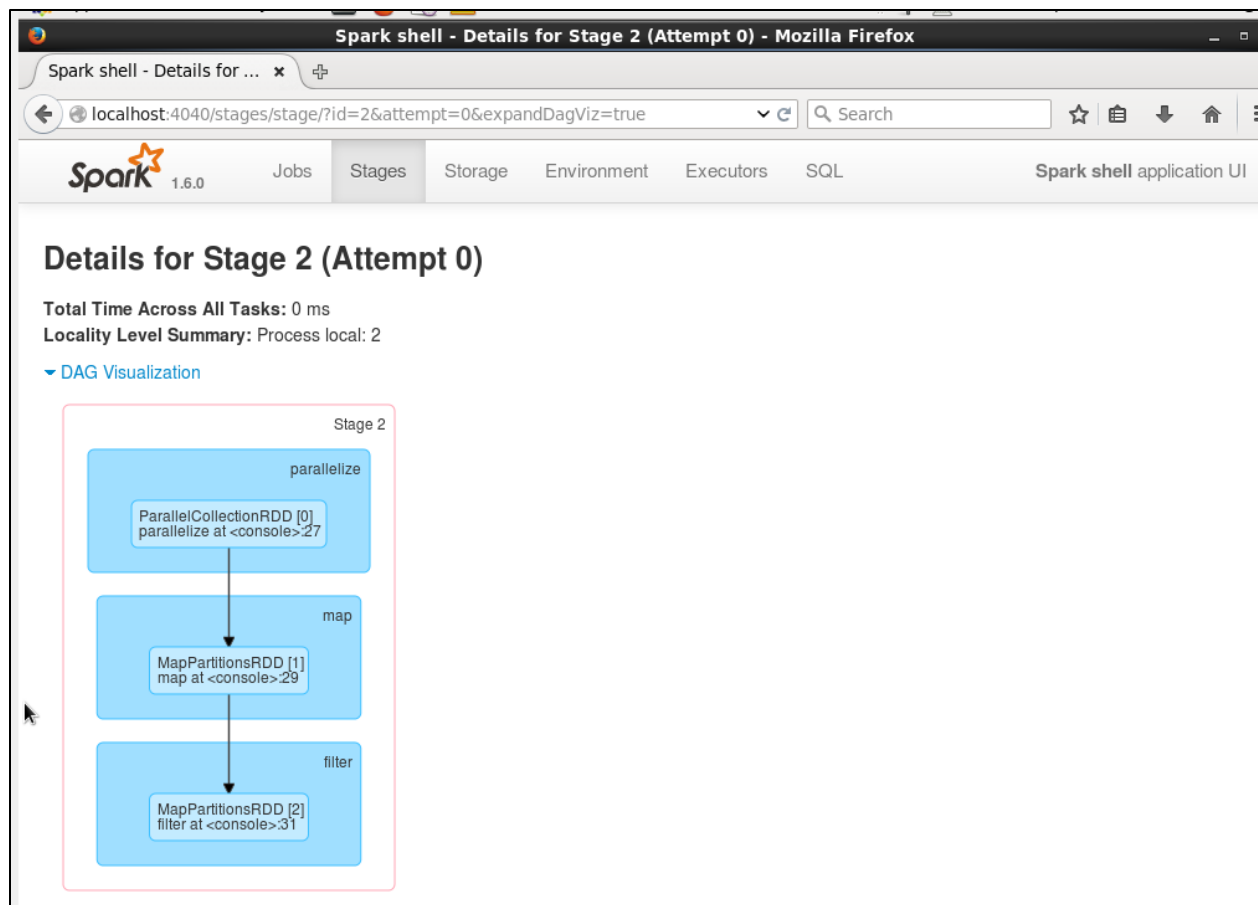 Spark shell - Details for Stage 2 (Attempt 0) - Mozilla Firefox
Spark shell - Details for ...
localhost:4040/stages/stage/?id=2&attempt=0&expandDagViz=true
Search
Spark 1.6.0 Jobs Stages Storage Environment Executors SQL Spark shell application UI
Details for Stage 2 (Attempt 0)
Total Time Across All Tasks: 0 ms
Locality Level Summary: Process local: 2
DAG Visualization
Stage 2
parallelize
ParallelCollectionRDD [0]
parallelize at <console>:27
map
MapPartitionsRDD [1]
map at <console>:29
filter
MapPartitionsRDD [2]
filter at <console>:31